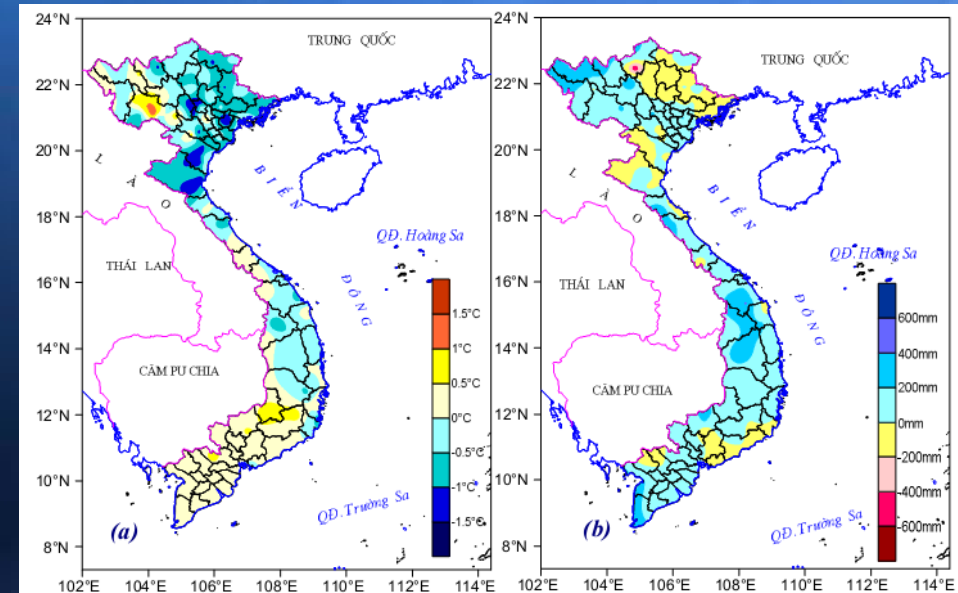 24°N
22°N
20°N
18°N
16°N
14°N
12°N
10°N
8°N
102°E 104°E 106°E 108°E 110°E 112°E 114°E
TRUNG QUỐC
LÀO
BIỂN
ĐÔNG
QĐ. Hoàng Sa
THÁI LAN
CĂM PU CHIA
QĐ. Trường Sa
(a)
1.5°C
1°C
0.5°C
0°C
-0.5°C
-1°C
-1.5°C
24°N
22°N
20°N
18°N
16°N
14°N
12°N
10°N
8°N
102°E 104°E 106°E 108°E 110°E 112°E 114°E
TRUNG QUỐC
LÀO
BIỂN
ĐÔNG
QĐ. Hoàng Sa
THÁI LAN
CĂM PU CHIA
QĐ. Trường Sa
(b)
600mm
400mm
200mm
0mm
-200mm
-400mm
-600mm